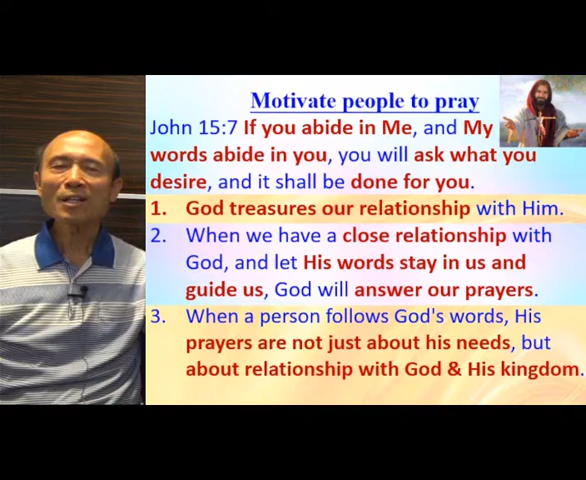 Motivate people to pray
John 15:7 If you abide in Me, and My
words abide in you, you will ask what you
desire, and it shall be done for you.
1. God treasures our relationship with Him.
2. When we have a close relationship with
God, and let His words stay in us and
guide us, God will answer our prayers.
3. When a person follows God's words, His
prayers are not just about his needs, but
about relationship with God & His kingdom.